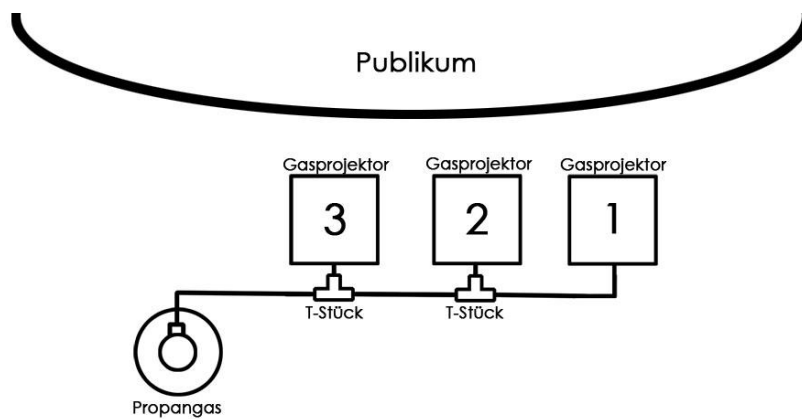 Publikum
Gasprojektor Gasprojektor Gasprojektor
3 2 1
T-Stück T-Stück
Propangas